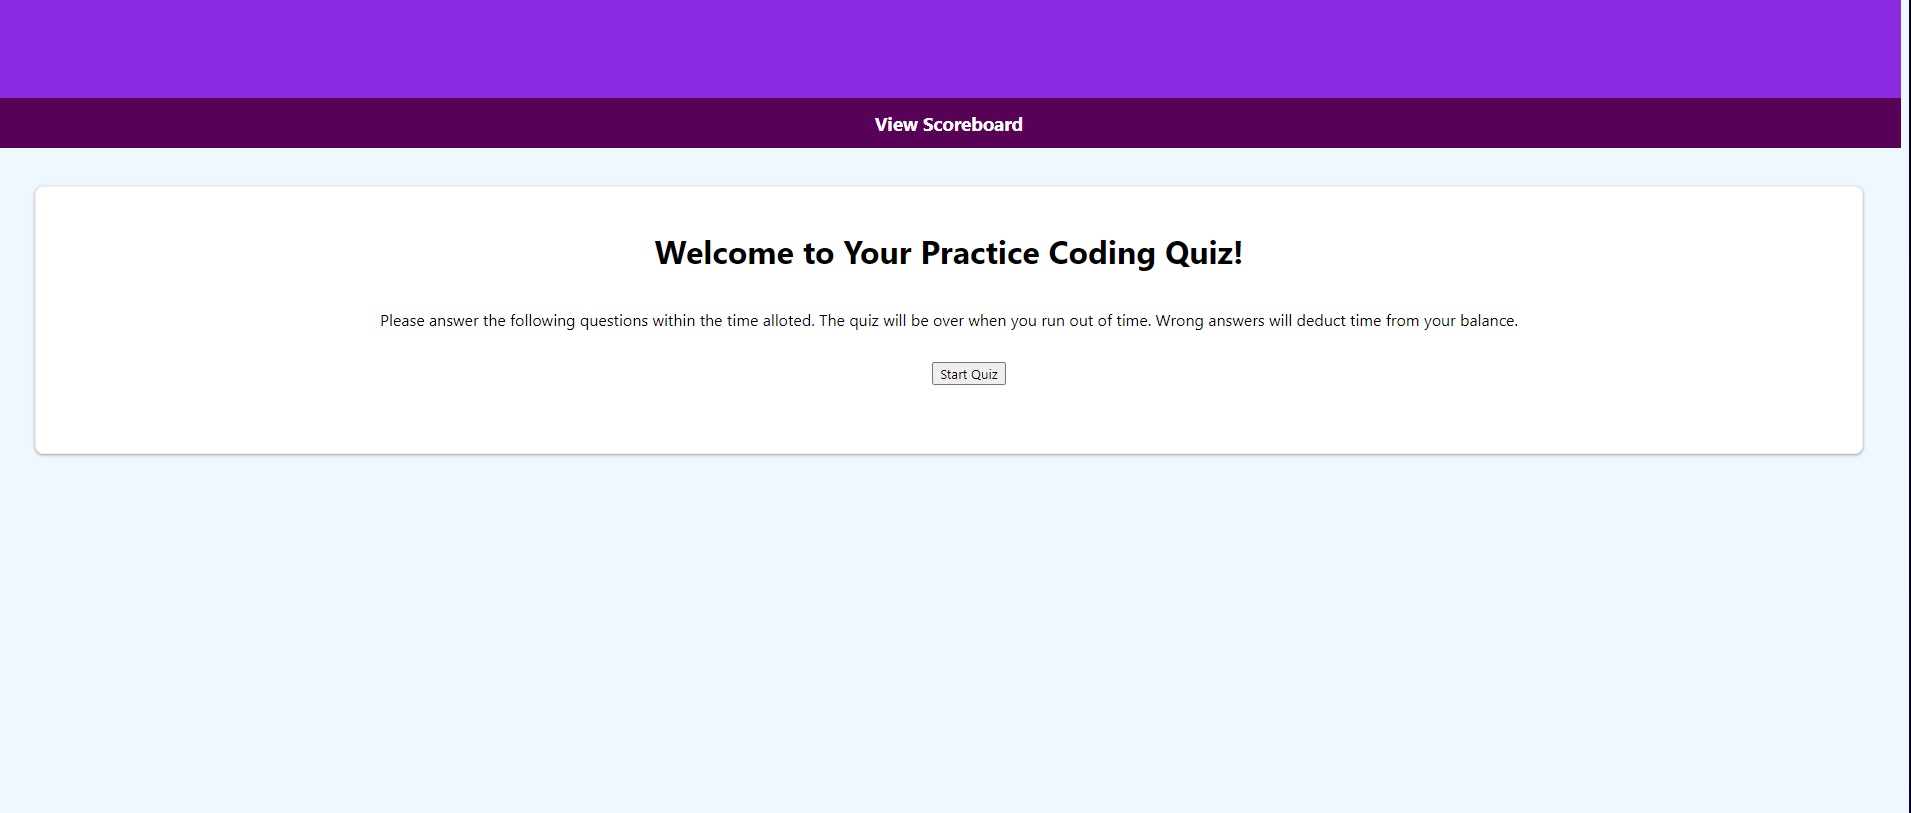 View Scoreboard
Welcome to Your Practice Coding Quiz!
Please answer the following questions within the time alloted. The quiz will be over when you run out of time. Wrong answers will deduct time from your balance.
Start Quiz